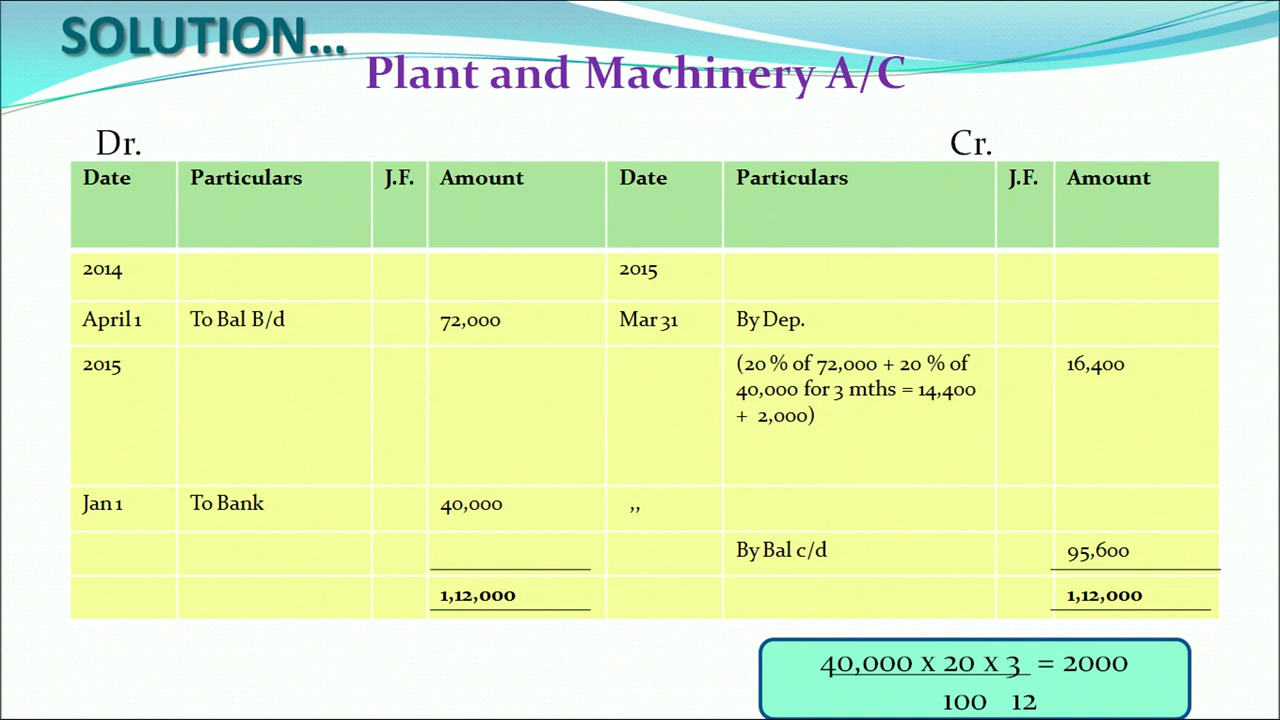 SOLUTION...
Plant and Machinery A/C
Dr. Cr.
Date Particulars J.F. Amount Date Particulars J.F. Amount
2014 2015
April 1 To Bal B/d 72,000 Mar 31 By Dep.
2015 (20 % of 72,000 + 20 % of 16,400
40,000 for 3 mths = 14,400
+ 2,000)
Jan 1 To Bank 40,000 ,,
By Bal c/d 95,600
1,12,000 1,12,000
40,000 x 20 x 3 = 2000
100 12